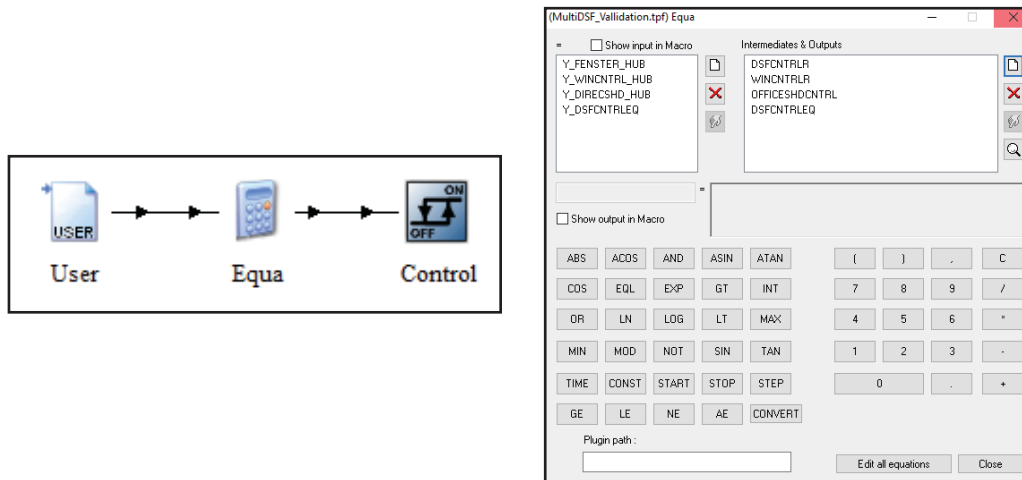 USER
User
Equa
ON
OFF
Control
(MultiDSF_Vallidation.tpf) Equa
= Show input in Macro
Intermediates & Outputs
Y_FENSTER_HUB
Y_WINCNTRL_HUB
Y_DIRECSHD_HUB
Y_DSFCNTRLEQ
DSFCNTRLR
WINCNTRLR
OFFICESHDCNTRL
DSFCNTRLEQ
=
Show output in Macro
ABS ACOS AND ASIN ATAN ( ) , C
COS EQL EXP GT INT 7 8 9 /
OR LN LOG LT MAX 4 5 6 *
MIN MOD NOT SIN TAN 1 2 3 -
TIME CONST START STOP STEP 0 . +
GE LE NE AE CONVERT
Plugin path :
Edit all equations Close